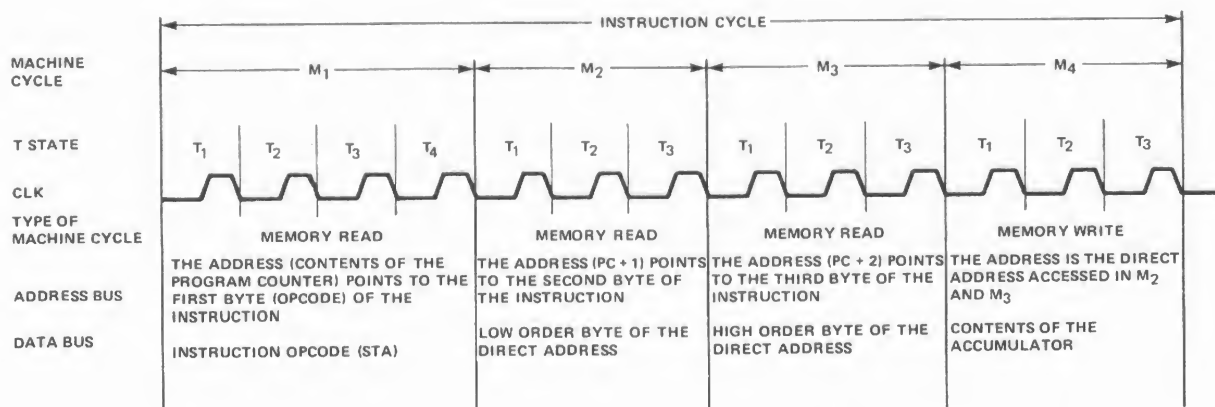 INSTRUCTION CYCLE
MACHINE
CYCLE
M1
M2
M3
M4
T STATE
T1
T2
T3
T4
T1
T2
T3
T1
T2
T3
T1
T2
T3
CLK
TYPE OF
MACHINE CYCLE
MEMORY READ
MEMORY READ
MEMORY READ
MEMORY WRITE
ADDRESS BUS
THE ADDRESS (CONTENTS OF THE
PROGRAM COUNTER) POINTS TO THE
FIRST BYTE (OPCODE) OF THE
INSTRUCTION
THE ADDRESS (PC + 1) POINTS
TO THE SECOND BYTE OF
THE INSTRUCTION
THE ADDRESS (PC + 2) POINTS
TO THE THIRD BYTE OF THE
INSTRUCTION
THE ADDRESS IS THE DIRECT
ADDRESS ACCESSED IN M2
AND M3
DATA BUS
INSTRUCTION OPCODE (STA)
LOW ORDER BYTE OF THE
DIRECT ADDRESS
HIGH ORDER BYTE OF THE
DIRECT ADDRESS
CONTENTS OF THE
ACCUMULATOR